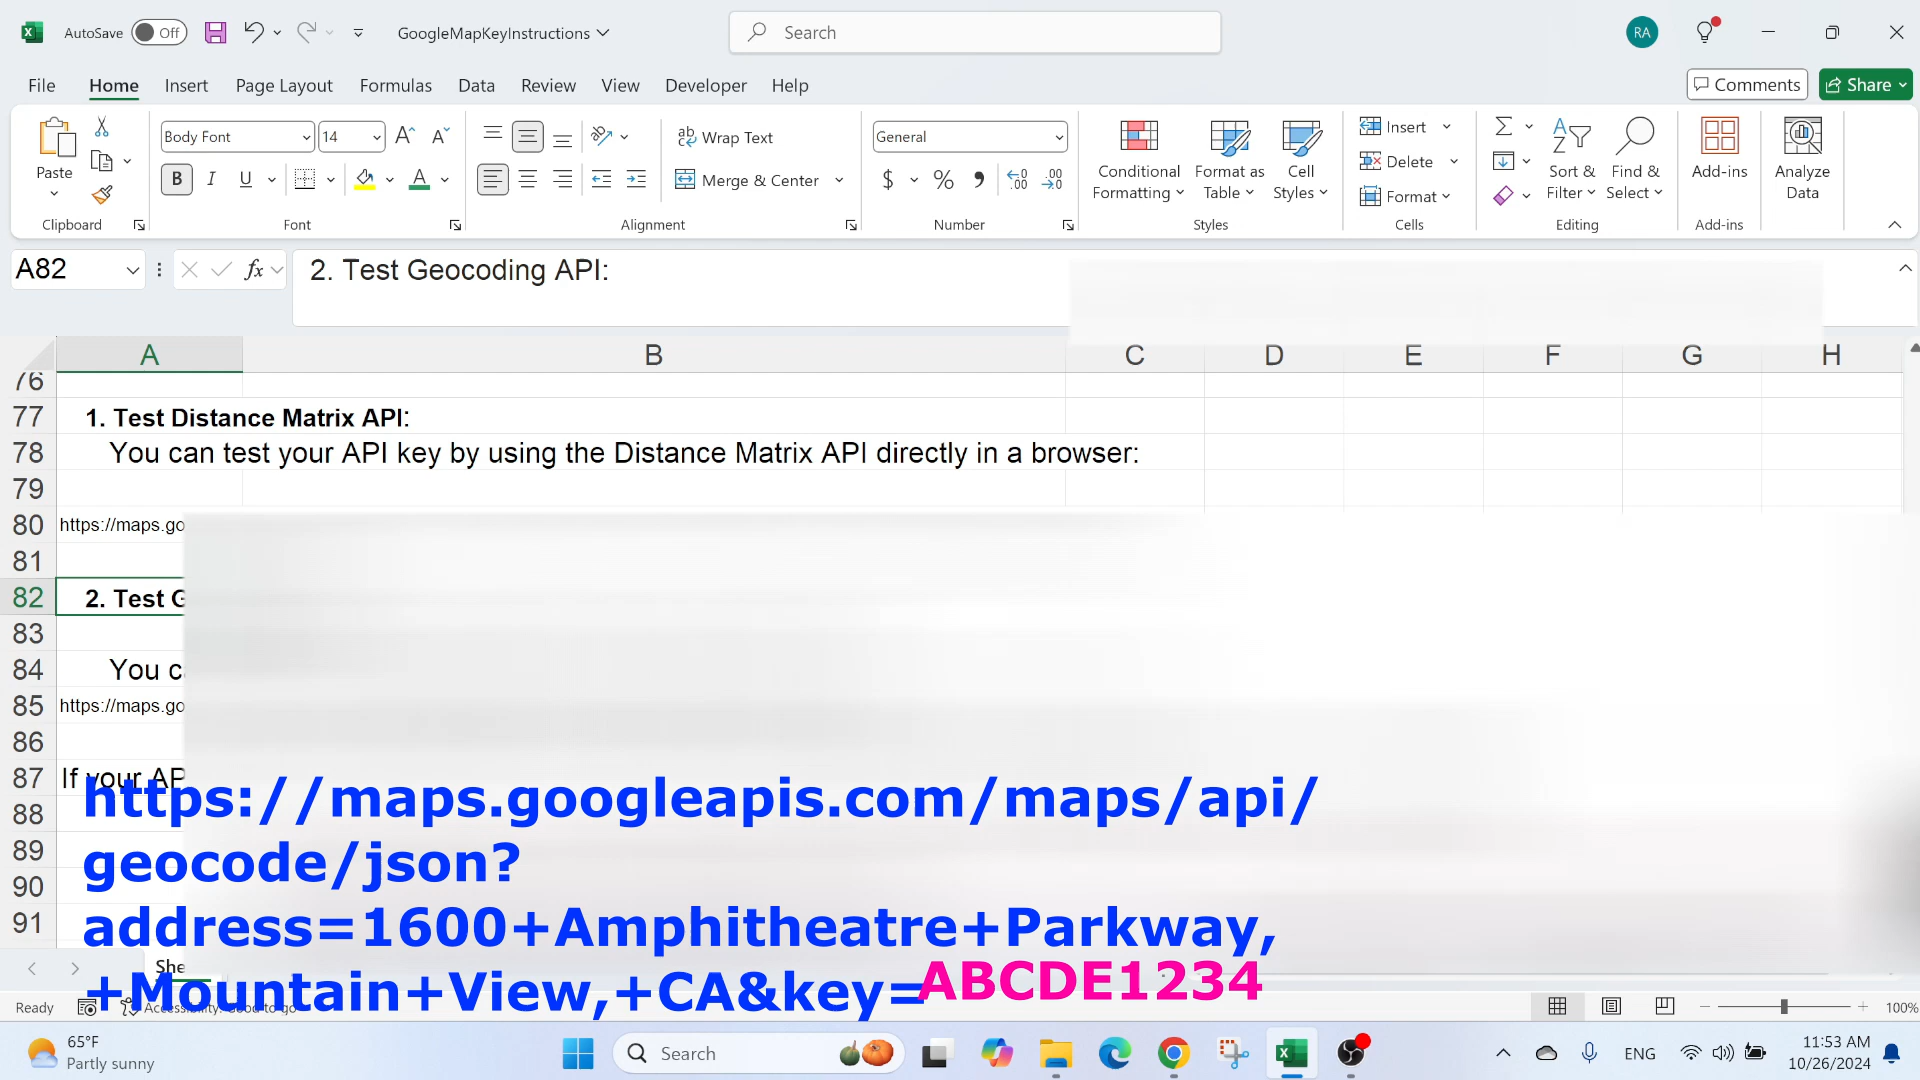 AutoSave Off GoogleMapKeyInstructions Search RA
File Home Insert Page Layout Formulas Data Review View Developer Help Comments Share
Paste
Clipboard
Body Font 14
B I U A
Font
Wrap Text
Merge & Center
Alignment
General
$ % 9
Number
Conditional Formatting Format as Table Cell Styles
Styles
Insert
Delete
Format
Cells
Sort & Filter Find & Select
Editing
Add-ins
Add-ins
Analyze Data
A82 fx 2. Test Geocoding API:
A B C D E F G H
76
77 1. Test Distance Matrix API:
78 You can test your API key by using the Distance Matrix API directly in a browser:
79
80 https://maps.go
81
82 2. Test G
83
84 You c
85 https://maps.go
86
87 If your AP
88
89
90
91
https://maps.googleapis.com/maps/api/
geocode/json?
address=1600+Amphitheatre+Parkway,
+Mountain+View,+CA&key=ABCDE1234
She
Ready Accessibility: Good to go 100%
65°F
Partly sunny
Search
ENG
11:53 AM
10/26/2024